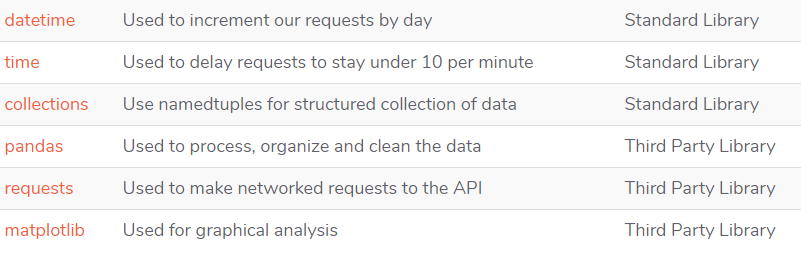 datetime Used to increment our requests by day Standard Library
time Used to delay requests to stay under 10 per minute Standard Library
collections Use namedtuples for structured collection of data Standard Library
pandas Used to process, organize and clean the data Third Party Library
requests Used to make networked requests to the API Third Party Library
matplotlib Used for graphical analysis Third Party Library